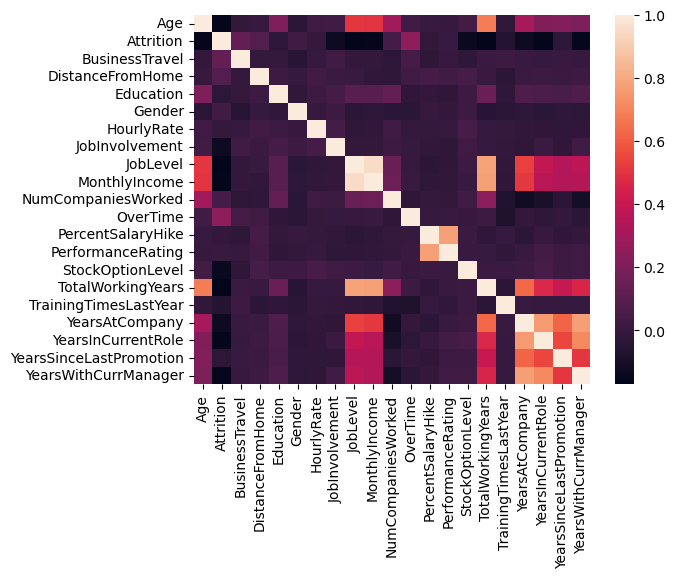 Age
Attrition
BusinessTravel
DistanceFromHome
Education
Gender
HourlyRate
JobInvolvement
JobLevel
MonthlyIncome
NumCompaniesWorked
OverTime
PercentSalaryHike
PerformanceRating
StockOptionLevel
TotalWorkingYears
TrainingTimesLastYear
YearsAtCompany
YearsInCurrentRole
YearsSinceLastPromotion
YearsWithCurrManager
Age
Attrition
BusinessTravel
DistanceFromHome
Education
Gender
HourlyRate
JobInvolvement
JobLevel
MonthlyIncome
NumCompaniesWorked
OverTime
PercentSalaryHike
PerformanceRating
StockOptionLevel
TotalWorkingYears
TrainingTimesLastYear
YearsAtCompany
YearsInCurrentRole
YearsSinceLastPromotion
YearsWithCurrManager
1.0
0.8
0.6
0.4
0.2
0.0